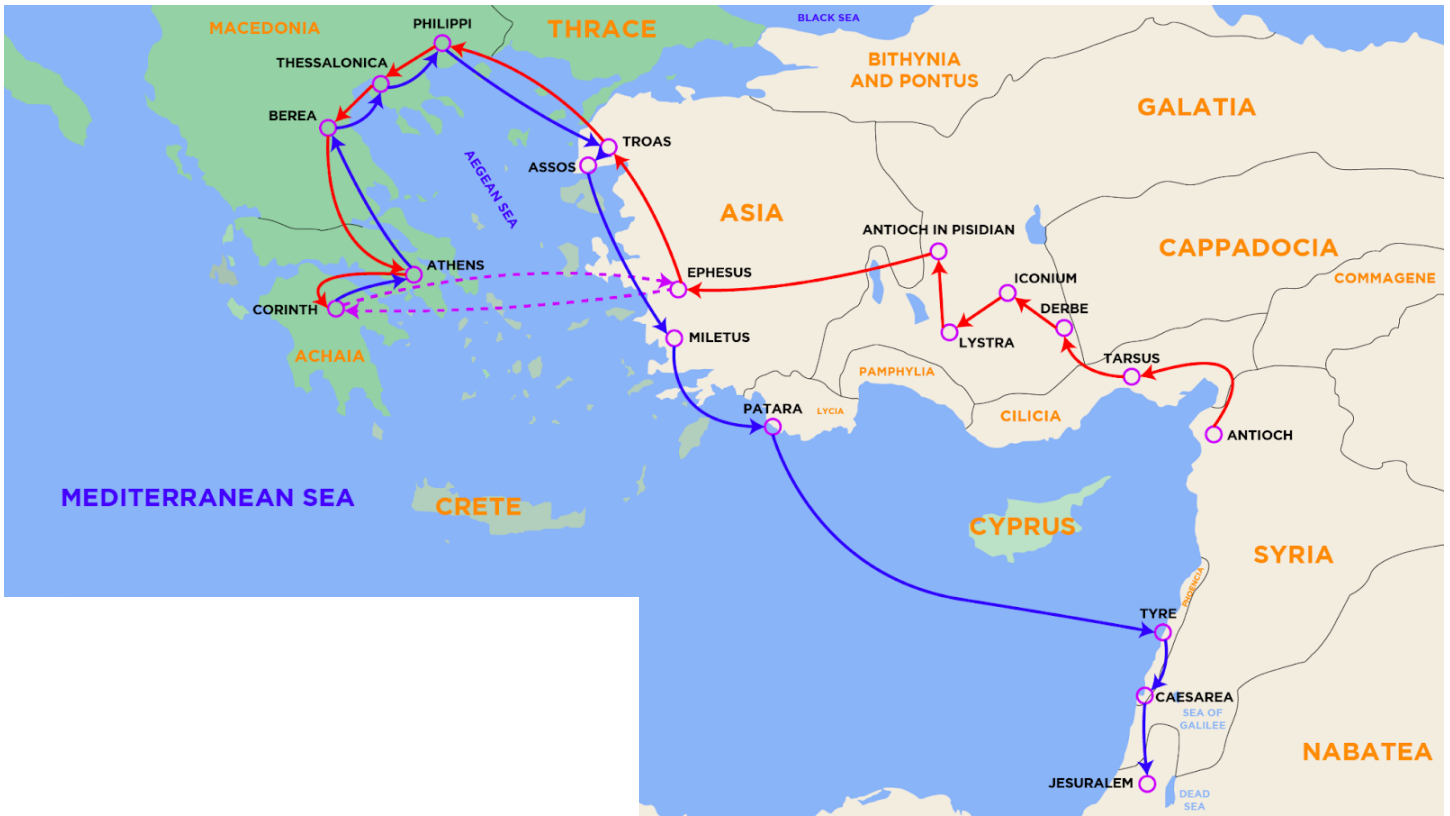 BLACK SEA
PHILIPPI
MACEDONIA
THRACE
THESSALONICA
BITHYNIA
AND PONTUS
GALATIA
BEREA
TROAS
ASSOS
AEGEAN SEA
ASIA
ANTIOCH IN PISIDIAN
CAPPADOCIA
COMMAGENE
ATHENS
EPHESUS
ICONIUM
CORINTH
DERBE
MILETUS
LYSTRA
ACHAIA
TARSUS
PAMPHYLIA
PATARA
LYCIA
CILICIA
ANTIOCH
MEDITERRANEAN SEA
CRETE
CYPRUS
SYRIA
PHOENCIA
TYRE
CAESAREA
SEA OF
GALILEE
NABATEA
JESURALEM
DEAD
SEA